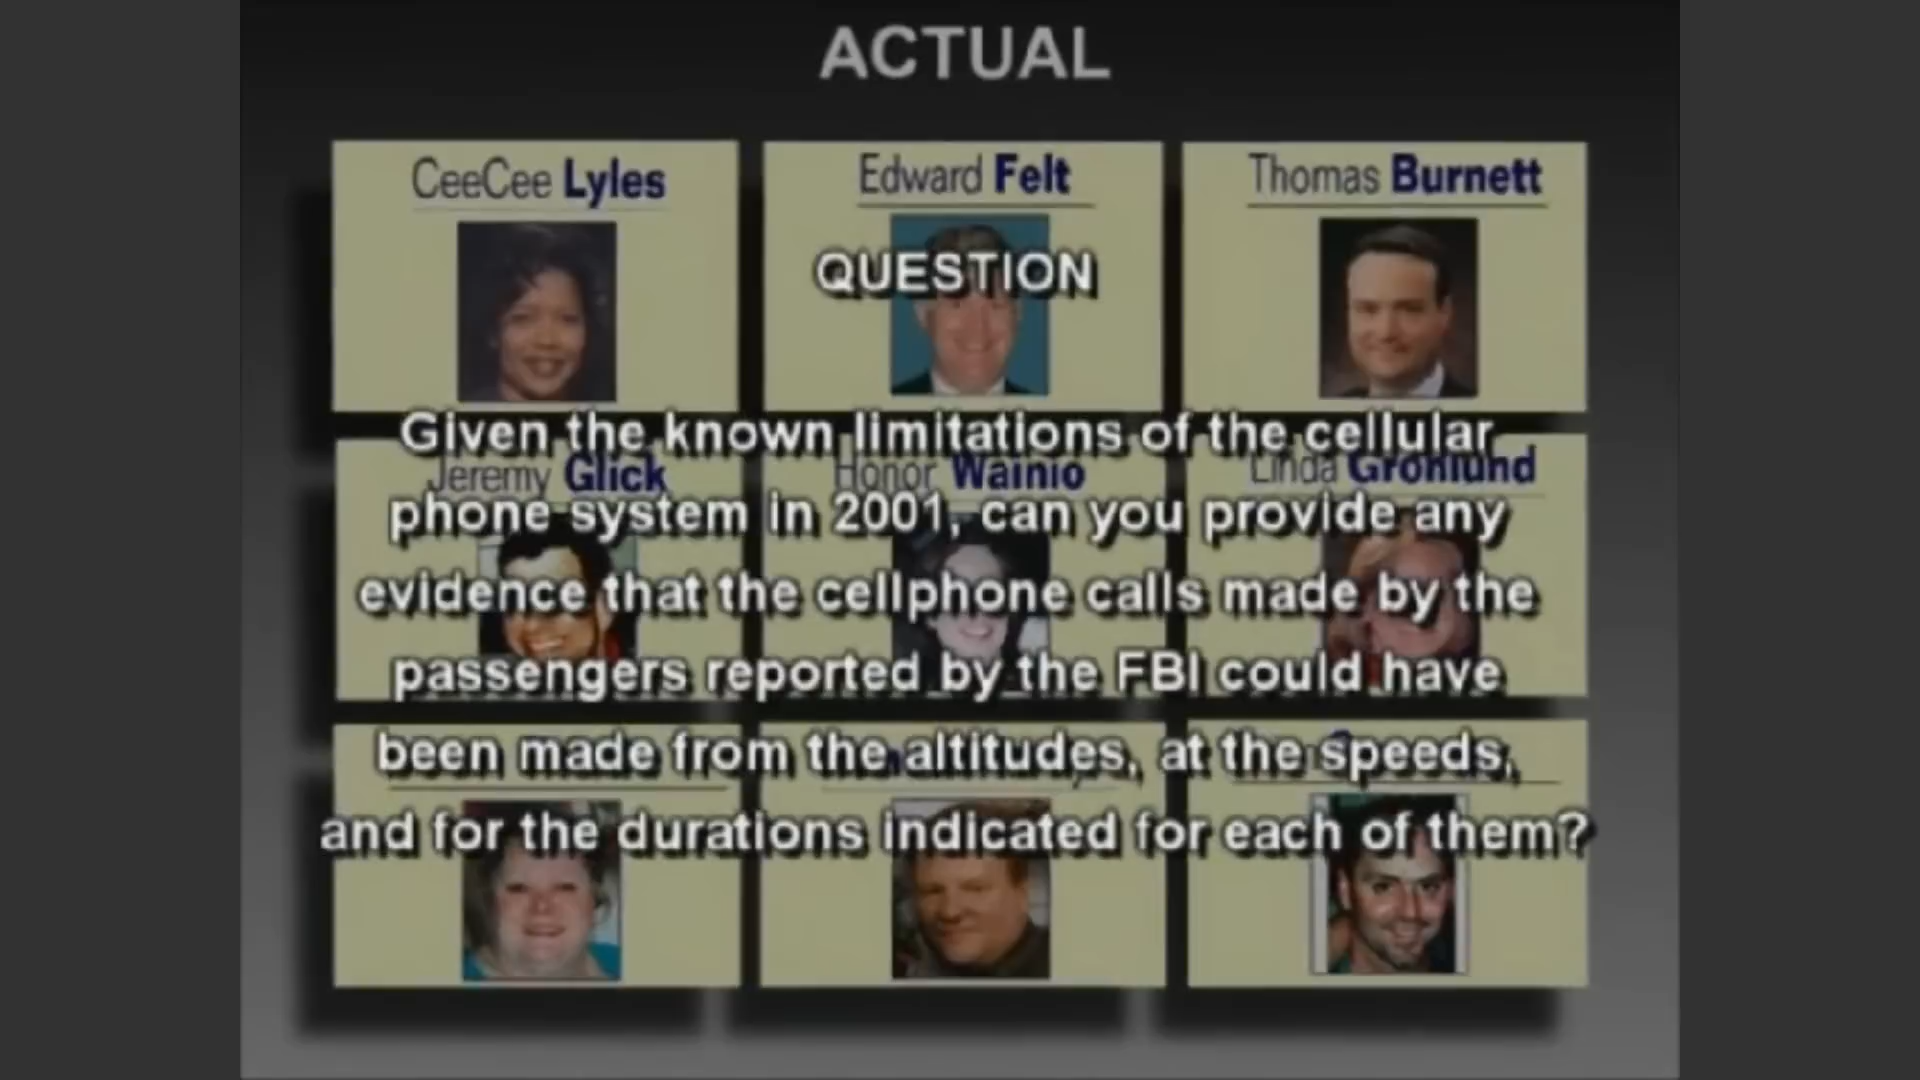 ACTUAL
CeeCee Lyles
Edward Felt
Thomas Burnett
QUESTION
Given the known limitations of the cellular
Jeremy Glick
Honor Wainio
Linda Gronlund
phone system in 2001, can you provide any
evidence that the cellphone calls made by the
passengers reported by the FBI could have
been made from the altitudes, at the speeds,
and for the durations indicated for each of them?